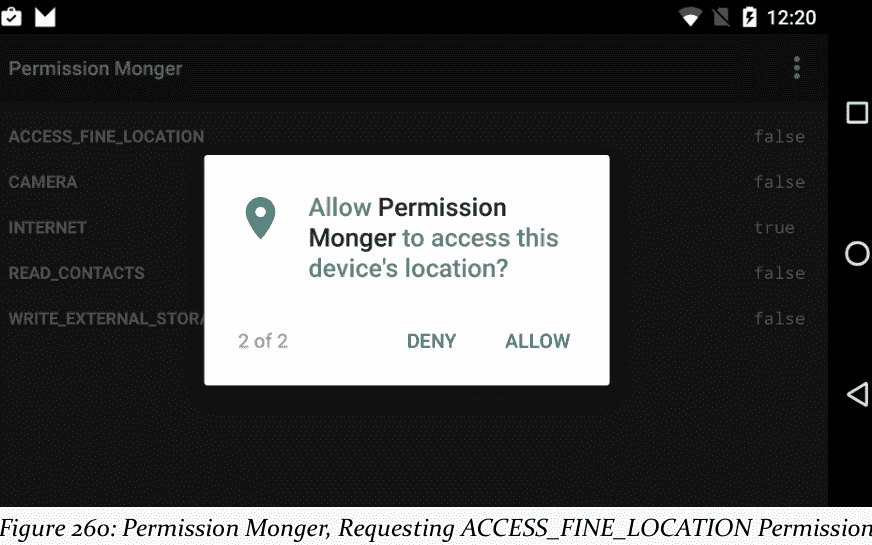 12:20
Permission Monger
ACCESS_FINE_LOCATION false
CAMERA false
INTERNET true
READ_CONTACTS false
WRITE_EXTERNAL_STORA false
Allow Permission
Monger to access this
device's location?
2 of 2 DENY ALLOW
Figure 260: Permission Monger, Requesting ACCESS_FINE_LOCATION Permission